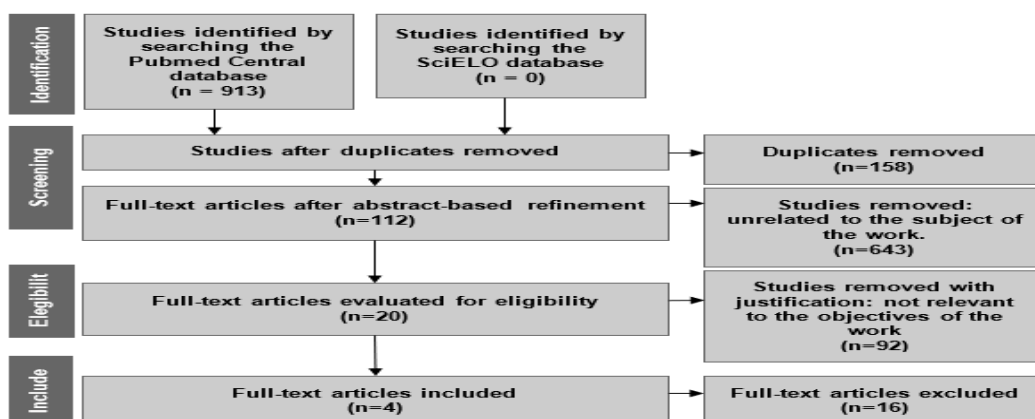 Identification
Studies identified by
searching the
Pubmed Central
database
(n = 913)
Studies identified by
searching the
SciELO database
(n = 0)
Screening
Studies after duplicates removed
Duplicates removed
(n=158)
Full-text articles after abstract-based refinement
(n=112)
Studies removed:
unrelated to the subject of
the work.
(n=643)
Elegibilit
Full-text articles evaluated for eligibility
(n=20)
Studies removed with
justification: not relevant
to the objectives of the
work
(n=92)
Include
Full-text articles included
(n=4)
Full-text articles excluded
(n=16)